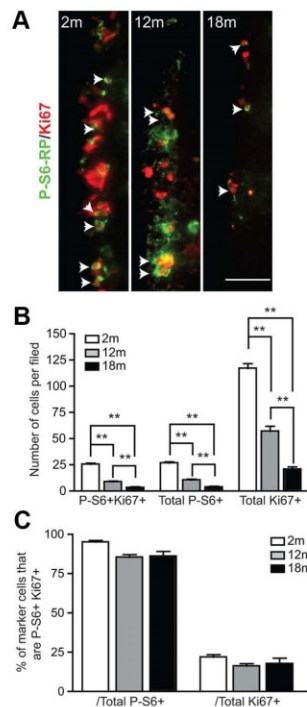 A
2m 12m 18m
P-S6-RP/Ki67
B
Number of cells per filed
150
125
100
75
50
25
0
2m
12m
18m
** ** **
** ** **
** ** **
P-S6+Ki67+ Total P-S6+ Total Ki67+
C
% of marker cells that
are P-S6+ Ki67+
100
75
50
25
0
2m
12m
18m
/Total P-S6+ /Total Ki67+